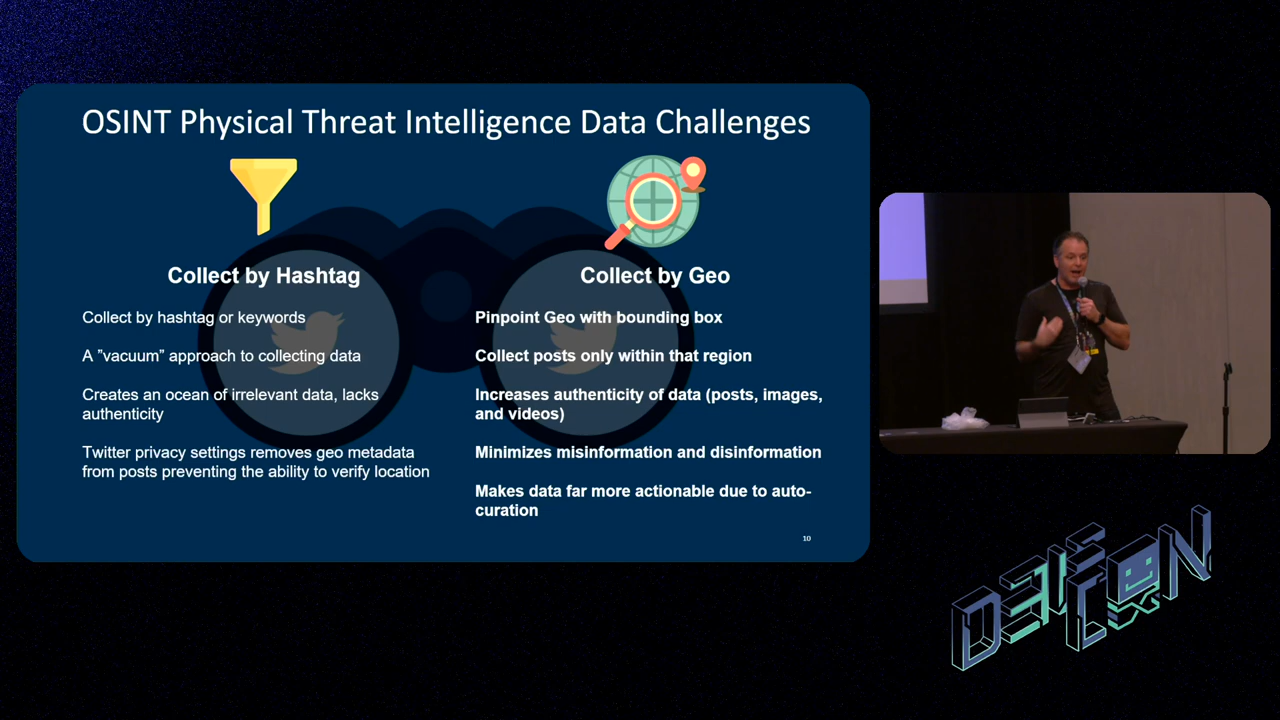 OSINT Physical Threat Intelligence Data Challenges
Collect by Hashtag
Collect by hashtag or keywords
A ”vacuum” approach to collecting data
Creates an ocean of irrelevant data, lacks
authenticity
Twitter privacy settings removes geo metadata
from posts preventing the ability to verify location
Collect by Geo
Pinpoint Geo with bounding box
Collect posts only within that region
Increases authenticity of data (posts, images,
and videos)
Minimizes misinformation and disinformation
Makes data far more actionable due to auto-
curation
10
DEF CON